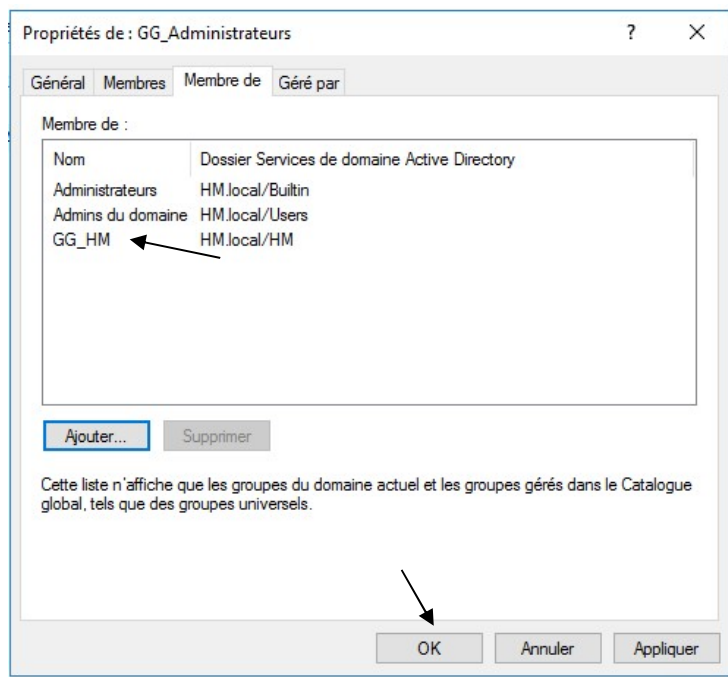 Propriétés de : GG_Administrateurs ? ×
Général Membres Membre de Géré par
Membre de :
Nom Dossier Services de domaine Active Directory
Administrateurs HM.local/Builtin
Admins du domaine HM.local/Users
GG_HM HM.local/HM
Ajouter... Supprimer
Cette liste n'affiche que les groupes du domaine actuel et les groupes gérés dans le Catalogue
global, tels que des groupes universels.
OK Annuler Appliquer